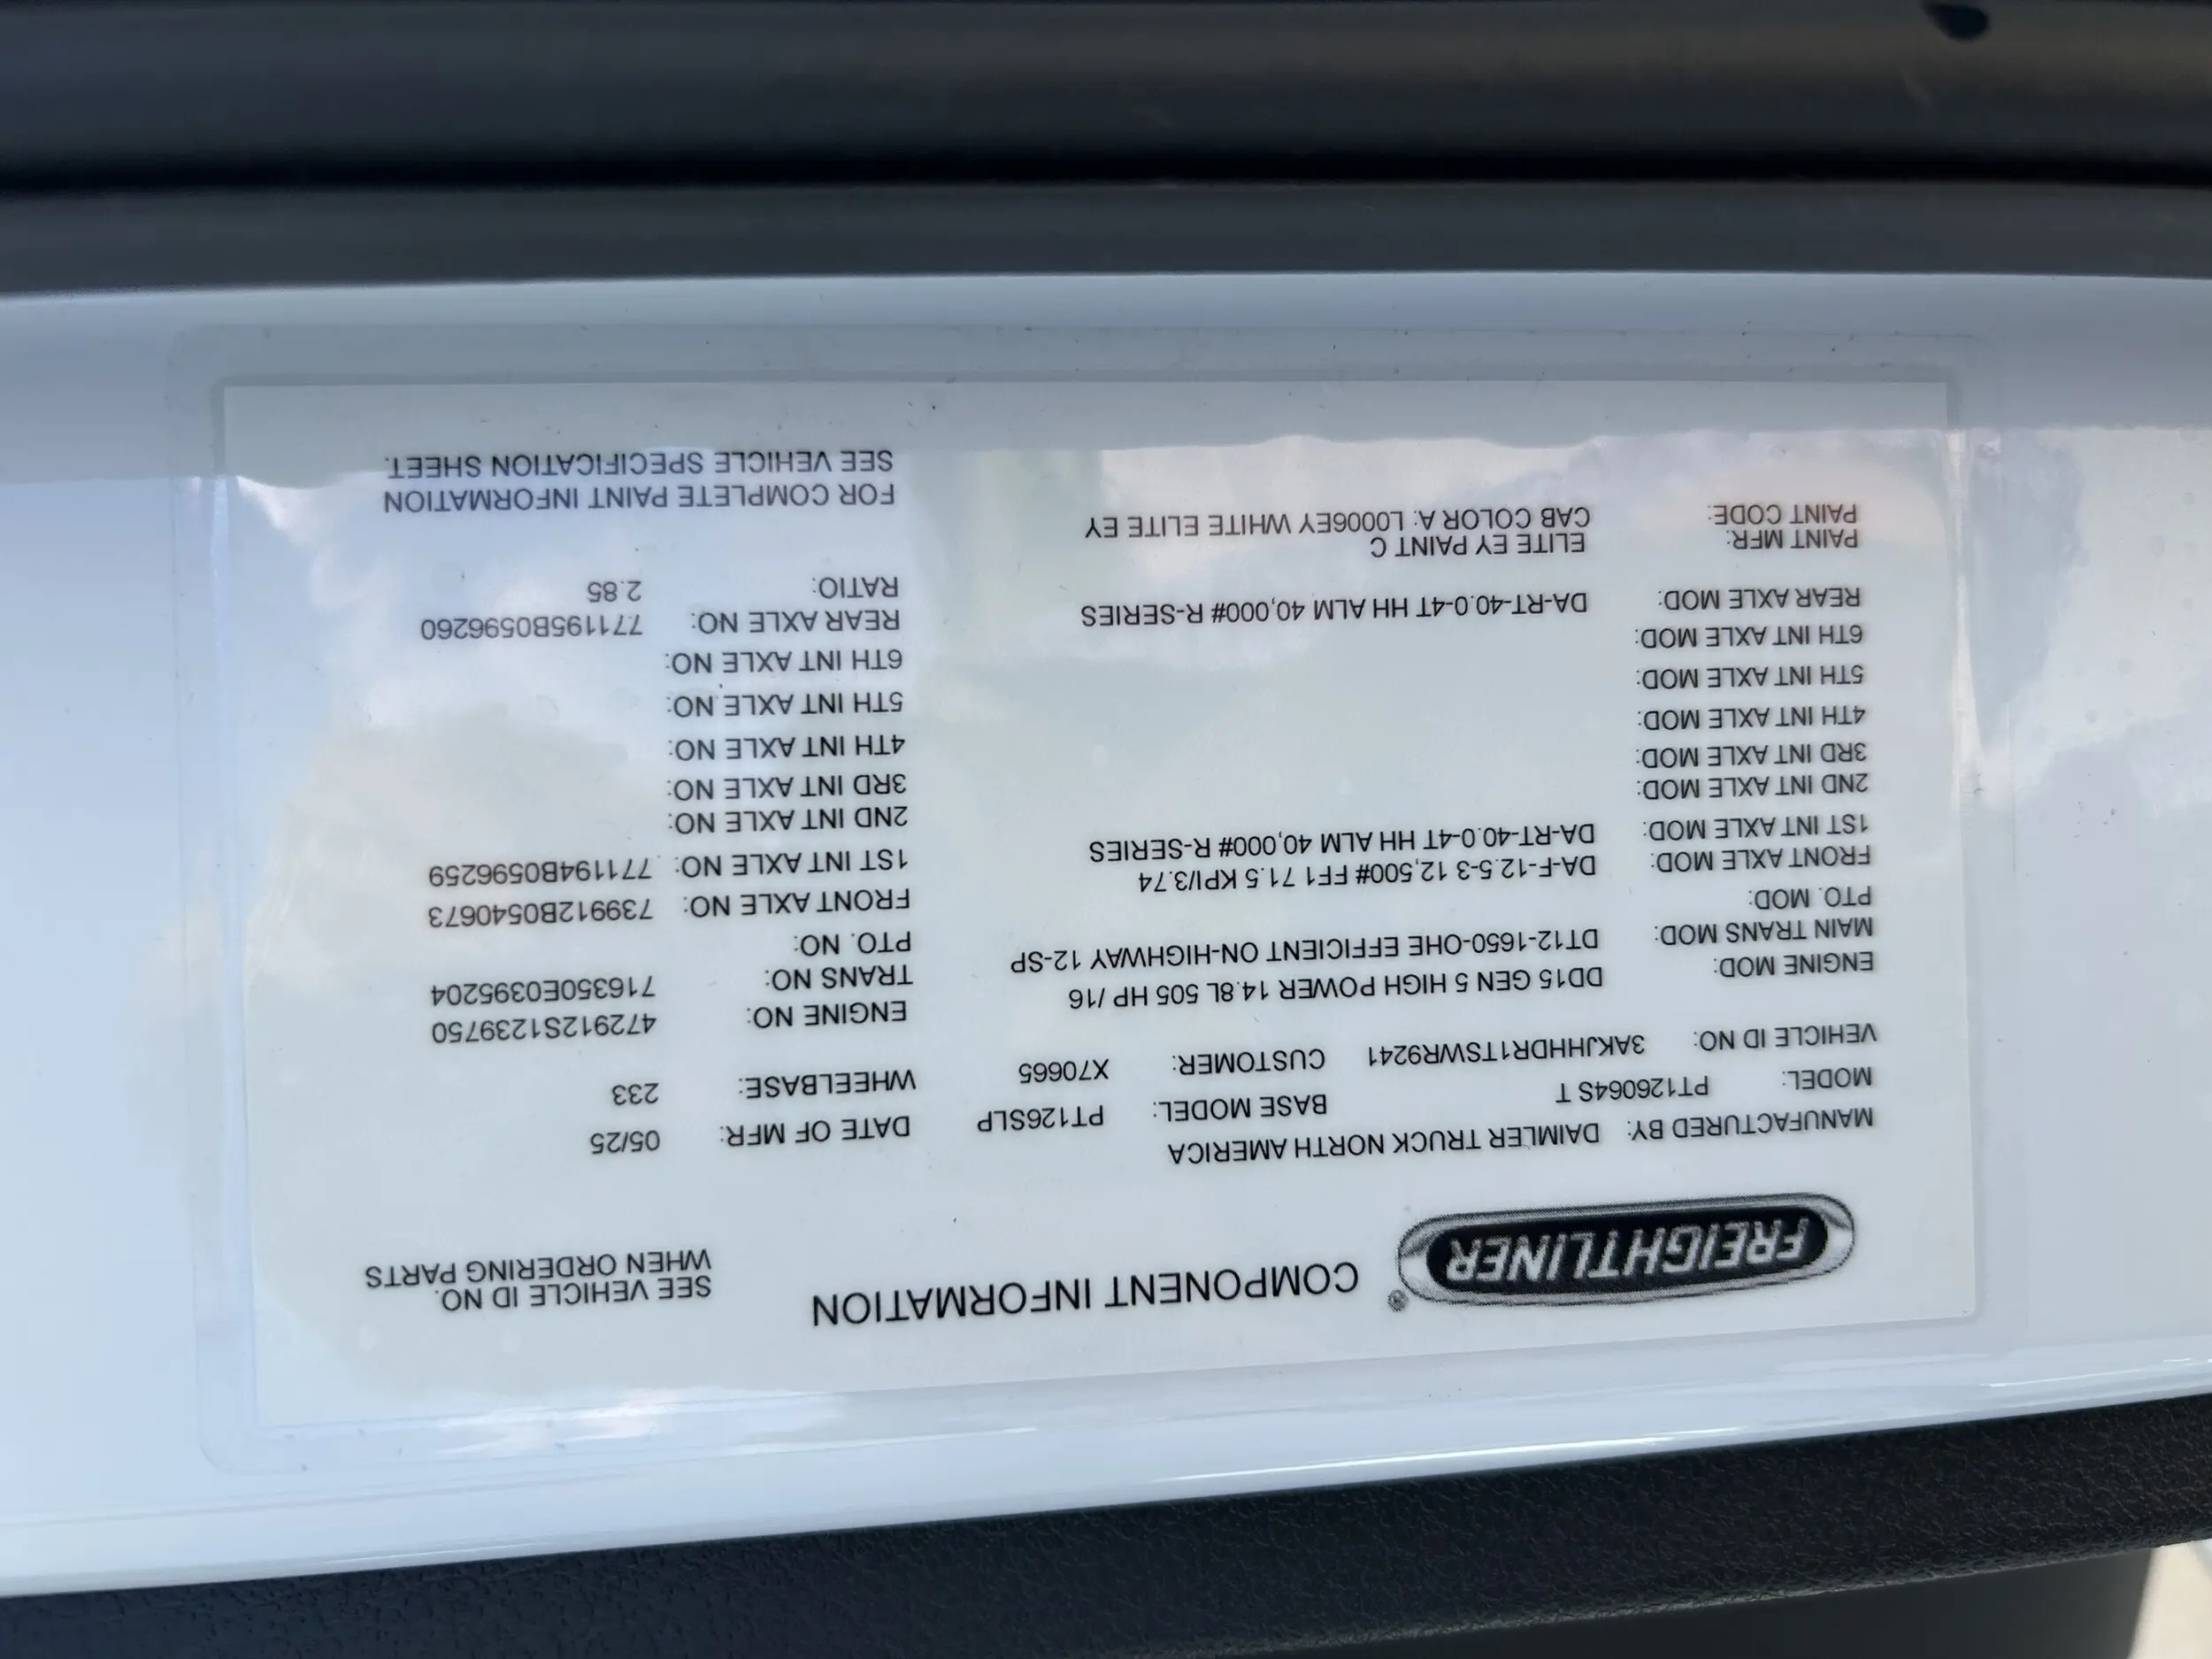 FREIGHTLINER® COMPONENT INFORMATION SEE VEHICLE ID NO. WHEN ORDERING PARTS
MANUFACTURED BY: DAIMLER TRUCK NORTH AMERICA DATE OF MFR: 05/25
MODEL: PT126064S T BASE MODEL: PT126SLP WHEELBASE: 233
VEHICLE ID NO: 3AKJHHDR1TSWR9241 CUSTOMER: X70665
ENGINE MOD: DD15 GEN 5 HIGH POWER 14.8L 505 HP /16 ENGINE NO: 472912S1239750
MAIN TRANS MOD: DT12-1650-OHE EFFICIENT ON-HIGHWAY 12-SP TRANS NO: 716350E0395204
PTO. MOD: PTO. NO:
FRONT AXLE MOD: DA-F-12.5-3 12,500# FF1 71.5 KPI/3.74 FRONT AXLE NO: 739912B0540673
1ST INT AXLE MOD: DA-RT-40.0-4T HH ALM 40,000# R-SERIES 1ST INT AXLE NO: 771194B0596259
2ND INT AXLE MOD: 2ND INT AXLE NO:
3RD INT AXLE MOD: 3RD INT AXLE NO:
4TH INT AXLE MOD: 4TH INT AXLE NO:
5TH INT AXLE MOD: 5TH INT AXLE NO:
6TH INT AXLE MOD: 6TH INT AXLE NO:
REAR AXLE MOD: DA-RT-40.0-4T HH ALM 40,000# R-SERIES REAR AXLE NO: 771195B0596260
RATIO: 2.85
PAINT MFR: ELITE EY PAINT C FOR COMPLETE PAINT INFORMATION
PAINT CODE: CAB COLOR A: L0006EY WHITE ELITE EY SEE VEHICLE SPECIFICATION SHEET.